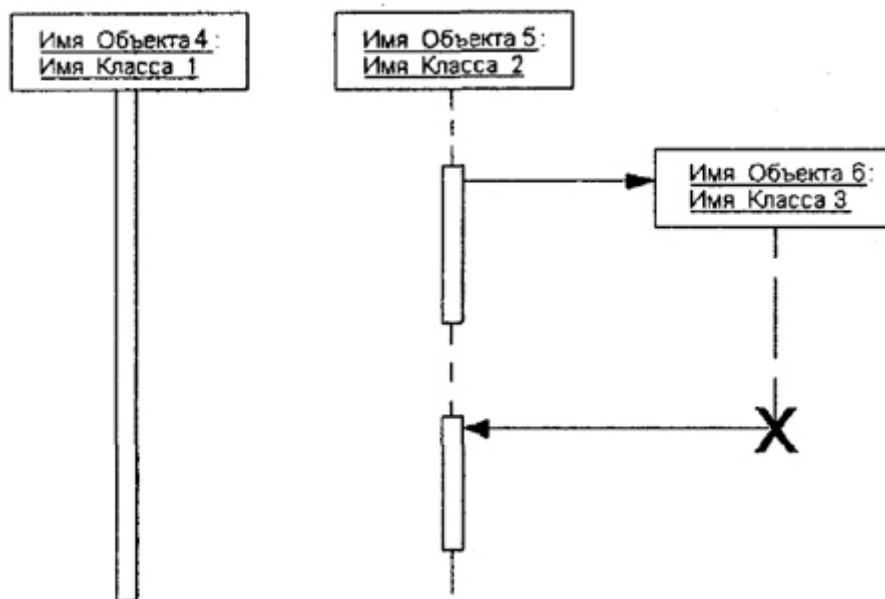 Имя Объекта 4:
Имя Класса 1
Имя Объекта 5:
Имя Класса 2
Имя Объекта 6:
Имя Класса 3
X